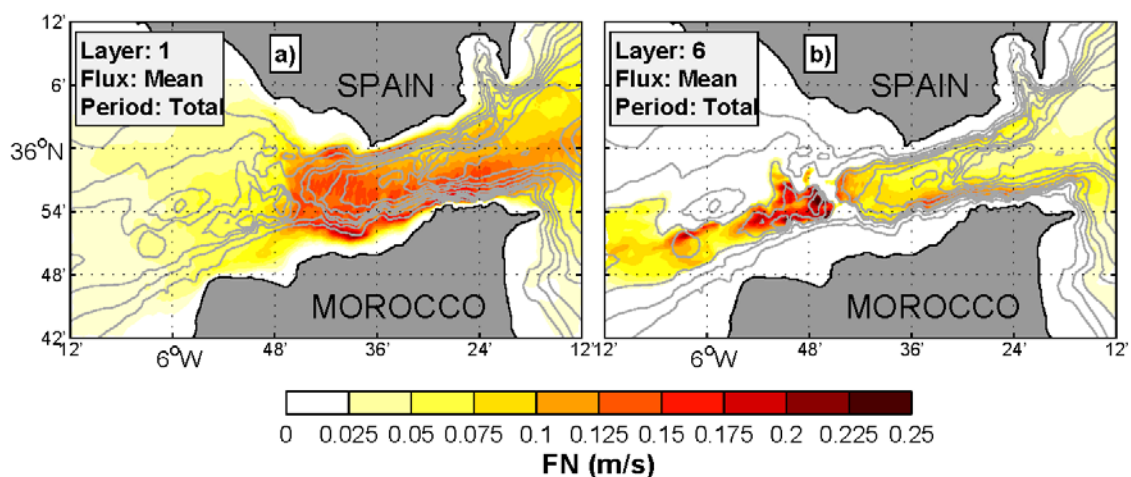 12'
6'
36°N
54'
48'
42'
Layer: 1
Flux: Mean
Period: Total
a)
SPAIN
MOROCCO
12'
6°W
48'
36'
24'
12'
Layer: 6
Flux: Mean
Period: Total
b)
SPAIN
MOROCCO
12'
6°W
48'
36'
24'
12'
0 0.025 0.05 0.075 0.1 0.125 0.15 0.175 0.2 0.225 0.25
FN (m/s)